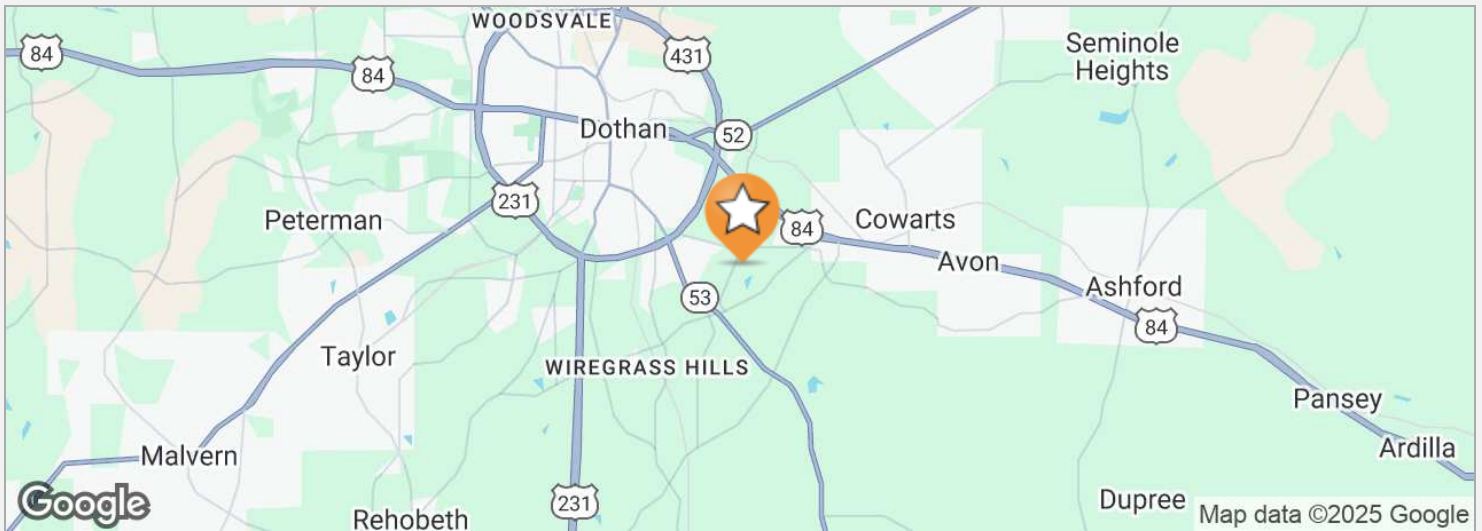 WOODSVALE
84
84
431
Seminole
Heights
Dothan
52
231
Peterman
84
Cowarts
Avon
53
Ashford
84
Taylor
WIREGRASS HILLS
Pansey
Malvern
Ardilla
231
Dupree
Google
Rehobeth
Map data ©2025 Google